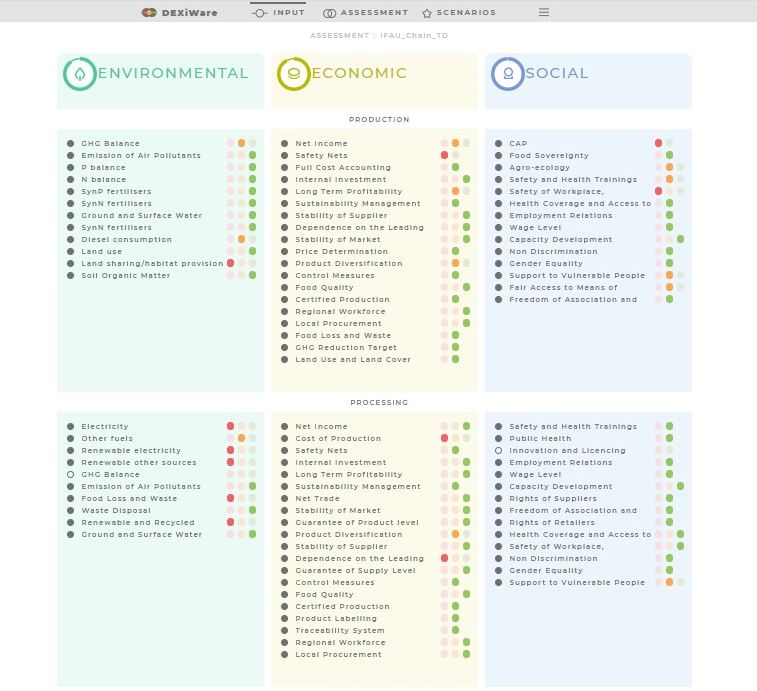 DEXiWare
INPUT
ASSESSMENT
SCENARIOS
ASSESSMENT : IFAU_Chain_TD
ENVIRONMENTAL
ECONOMIC
SOCIAL
PRODUCTION
GHG Balance
Emission of Air Pollutants
P balance
N balance
SynP fertilisers
SynN fertilisers
Ground and Surface Water
SynN fertilisers
Diesel consumption
Land use
Land sharing/habitat provision
Soil Organic Matter
Net Income
Safety Nets
Full Cost Accounting
Internal Investment
Long Term Profitability
Sustainability Management
Stability of Supplier
Dependence on the Leading
Stability of Market
Price Determination
Product Diversification
Control Measures
Food Quality
Certified Production
Regional Workforce
Local Procurement
Food Loss and Waste
GHG Reduction Target
Land Use and Land Cover
CAP
Food Sovereignty
Agro-ecology
Safety and Health Trainings
Safety of Workplace,
Health Coverage and Access to
Employment Relations
Wage Level
Capacity Development
Non Discrimination
Gender Equality
Support to Vulnerable People
Fair Access to Means of
Freedom of Association and
PROCESSING
Electricity
Other fuels
Renewable electricity
Renewable other sources
GHG Balance
Emission of Air Pollutants
Food Loss and Waste
Waste Disposal
Renewable and Recycled
Ground and Surface Water
Net Income
Cost of Production
Safety Nets
Internal Investment
Long Term Profitability
Sustainability Management
Net Trade
Stability of Market
Guarantee of Product level
Product Diversification
Stability of Supplier
Dependence on the Leading
Guarantee of Supply Level
Control Measures
Food Quality
Certified Production
Product Labelling
Traceability System
Regional Workforce
Local Procurement
Safety and Health Trainings
Public Health
Innovation and Licencing
Employment Relations
Wage Level
Capacity Development
Rights of Suppliers
Freedom of Association and
Rights of Retailers
Health Coverage and Access to
Safety of Workplace,
Non Discrimination
Gender Equality
Support to Vulnerable People